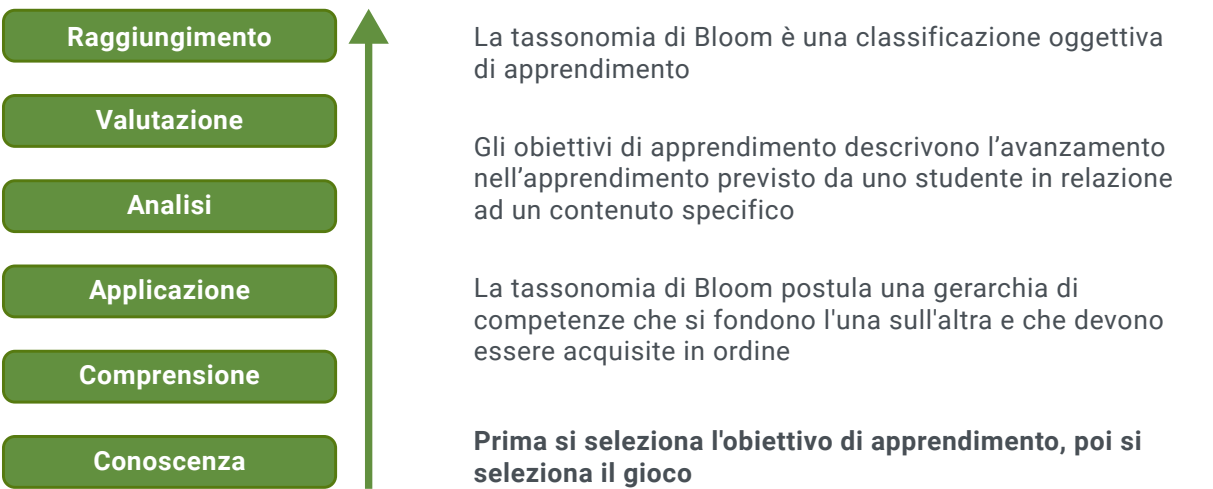 Raggiungimento
Valutazione
Analisi
Applicazione
Comprensione
Conoscenza
La tassonomia di Bloom è una classificazione oggettiva
di apprendimento
Gli obiettivi di apprendimento descrivono l’avanzamento
nell’apprendimento previsto da uno studente in relazione
ad un contenuto specifico
La tassonomia di Bloom postula una gerarchia di
competenze che si fondono l'una sull'altra e che devono
essere acquisite in ordine
Prima si seleziona l'obiettivo di apprendimento, poi si
seleziona il gioco